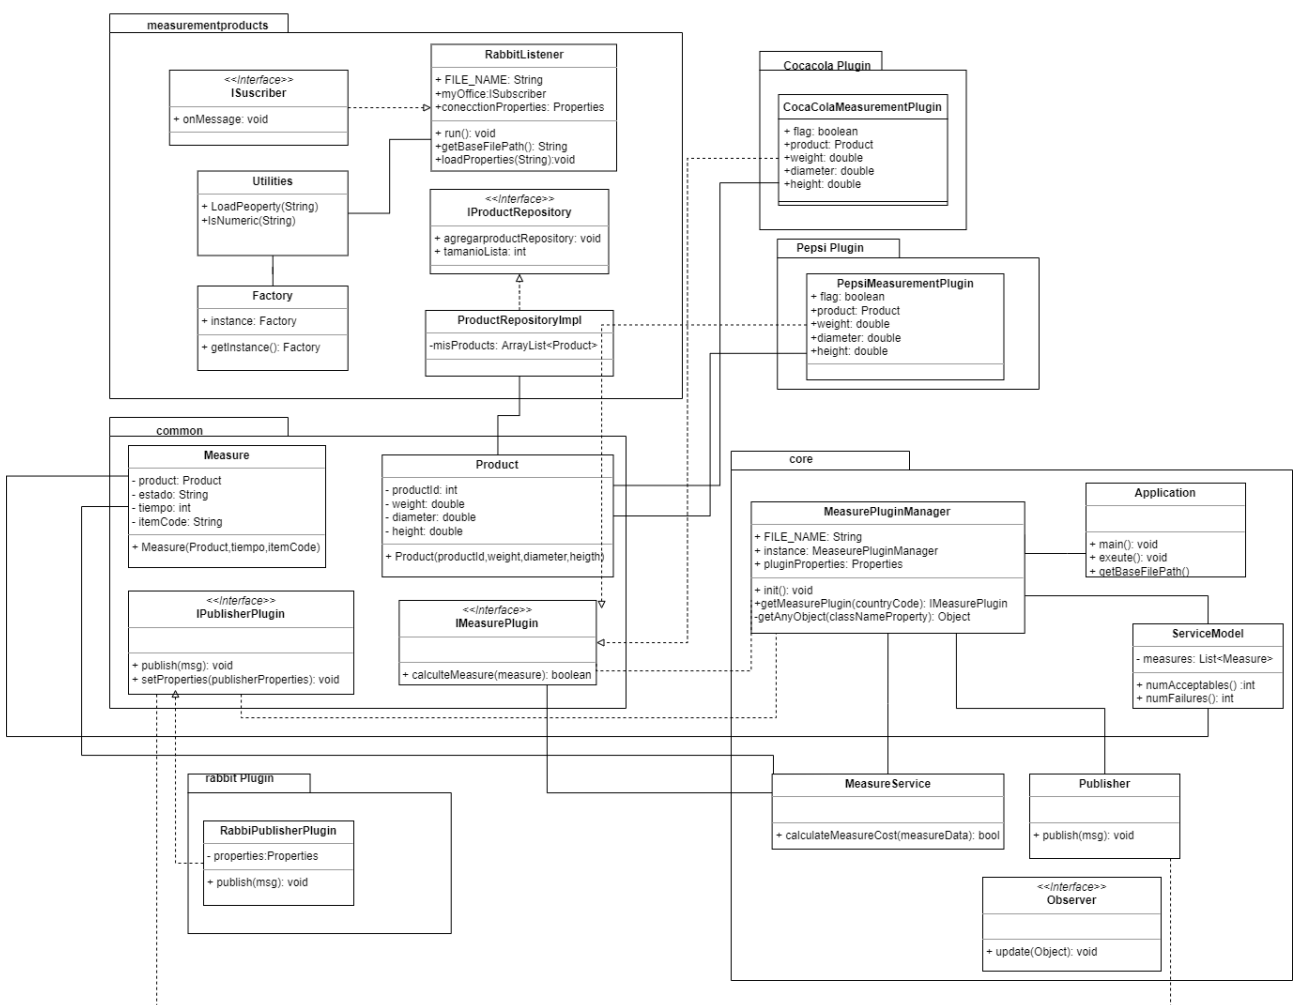 measurementproducts
<<Interface>>
ISuscriber
+ onMessage: void
RabbitListener
+ FILE_NAME: String
+myOffice:ISubscriber
+conecctionProperties: Properties
+ run(): void
+getBaseFilePath(): String
+loadProperties(String):void
Utilities
+ LoadPeoperty(String)
+IsNumeric(String)
<<Interface>>
IProductRepository
+ agregarproductRepository: void
+ tamanioLista: int
Factory
+ instance: Factory
+ getInstance(): Factory
ProductRepositoryImpl
-misProducts: ArrayList<Product>
Cocacola Plugin
CocaColaMeasurementPlugin
+ flag: boolean
+product: Product
+weight: double
+diameter: double
+height: double
Pepsi Plugin
PepsiMeasurementPlugin
+ flag: boolean
+product: Product
+weight: double
+diameter: double
+height: double
common
Measure
- product: Product
- estado: String
- tiempo: int
- itemCode: String
+ Measure(Product,tiempo,itemCode)
Product
- productId: int
- weight: double
- diameter: double
- height: double
+ Product(productId,weight,diameter,heigth)
<<Interface>>
IPublisherPlugin
+ publish(msg): void
+ setProperties(publisherProperties): void
<<Interface>>
IMeasurePlugin
+ calculteMeasure(measure): boolean
core
MeasurePluginManager
+ FILE_NAME: String
+ instance: MeaseurePluginManager
+ pluginProperties: Properties
+ init(): void
+getMeasurePlugin(countryCode): IMeasurePlugin
-getAnyObject(classNameProperty): Object
Application
+ main(): void
+ exeute(): void
+ getBaseFilePath()
ServiceModel
- measures: List<Measure>
+ numAcceptables() :int
+ numFailures(): int
rabbit Plugin
RabbiPublisherPlugin
- properties:Properties
+ publish(msg): void
MeasureService
+ calculateMeasureCost(measureData): bool
Publisher
+ publish(msg): void
<<Interface>>
Observer
+ update(Object): void